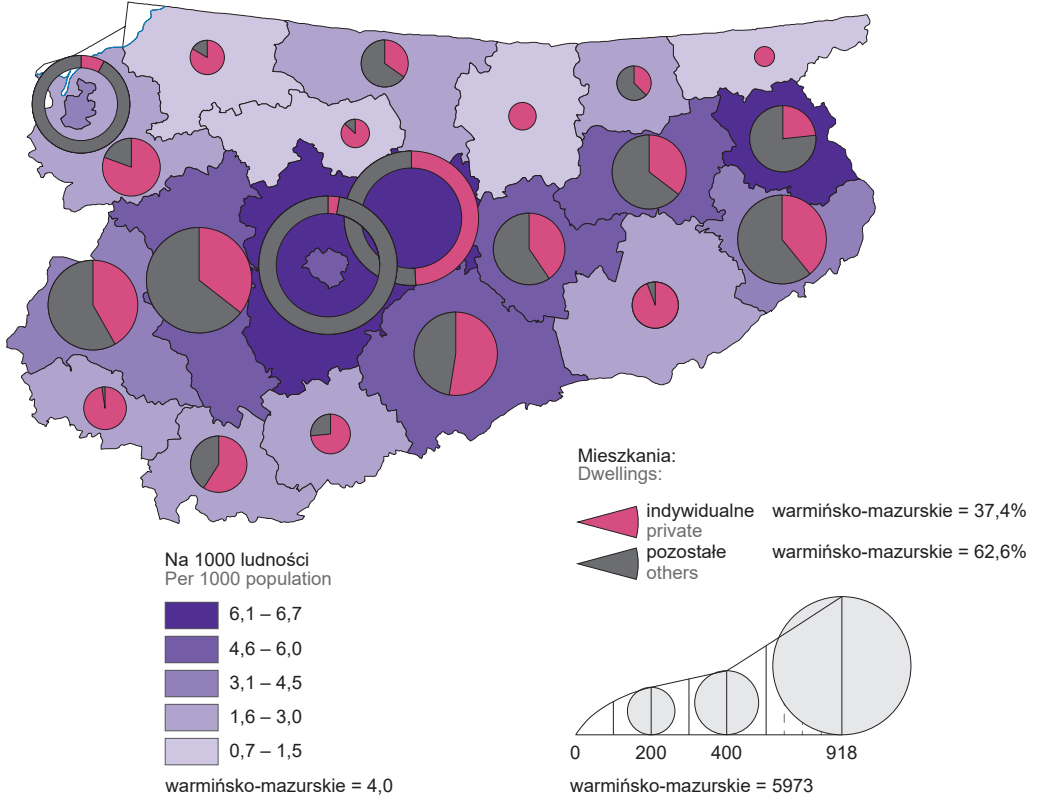 Mieszkania:
Dwellings:
indywidualne warmińsko-mazurskie = 37,4%
private
pozostałe warmińsko-mazurskie = 62,6%
others
Na 1000 ludności
Per 1000 population
6,1 – 6,7
4,6 – 6,0
3,1 – 4,5
1,6 – 3,0
0,7 – 1,5
warmińsko-mazurskie = 4,0
0 200 400 918
warmińsko-mazurskie = 5973